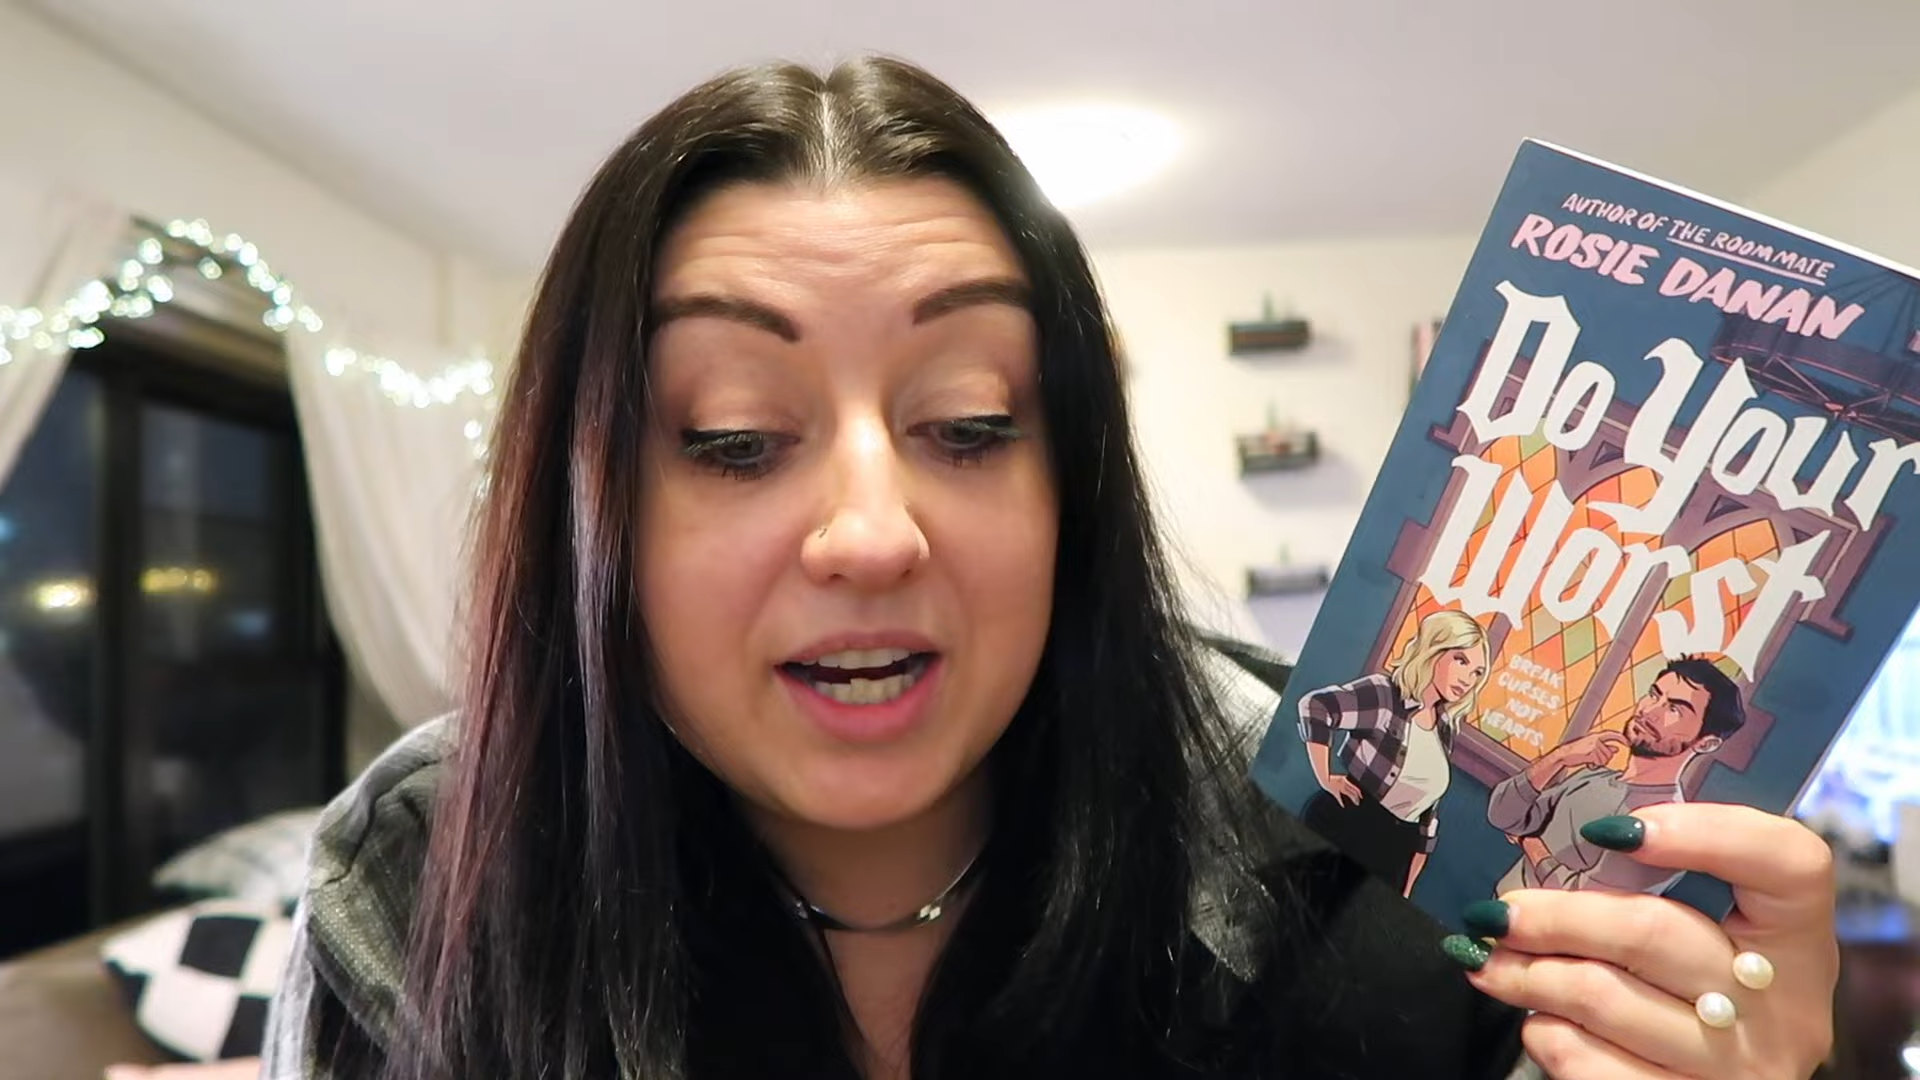 AUTHOR OF THE ROOMMATE
ROSIE DANAN
Do Your
Worst
BREAK
CURSES
NOT
HEARTS.